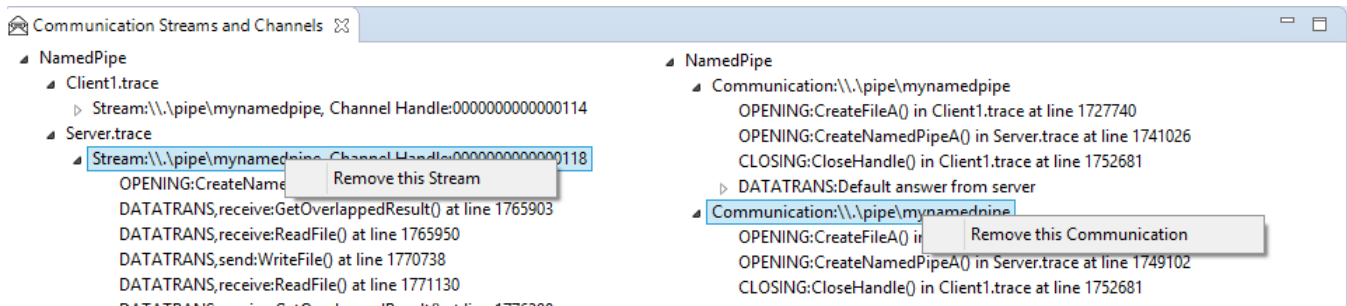 Communication Streams and Channels
NamedPipe
Client1.trace
Stream:\\.\pipe\mynamedpipe, Channel Handle:0000000000000114
Server.trace
Stream:\\.\pipe\mynamedpipe, Channel Handle:0000000000000118
Remove this Stream
OPENING:CreateName
DATATRANS,receive:GetOverlappedResult() at line 1765903
DATATRANS,receive:ReadFile() at line 1765950
DATATRANS,send:WriteFile() at line 1770738
DATATRANS,receive:ReadFile() at line 1771130
NamedPipe
Communication:\\.\pipe\mynamedpipe
OPENING:CreateFileA() in Client1.trace at line 1727740
OPENING:CreateNamedPipeA() in Server.trace at line 1741026
CLOSING:CloseHandle() in Client1.trace at line 1752681
DATATRANS:Default answer from server
Communication:\\.\pipe\mynamedpipe
Remove this Communication
OPENING:CreateFileA() i
OPENING:CreateNamedPipeA() in Server.trace at line 1749102
CLOSING:CloseHandle() in Client1.trace at line 1752681